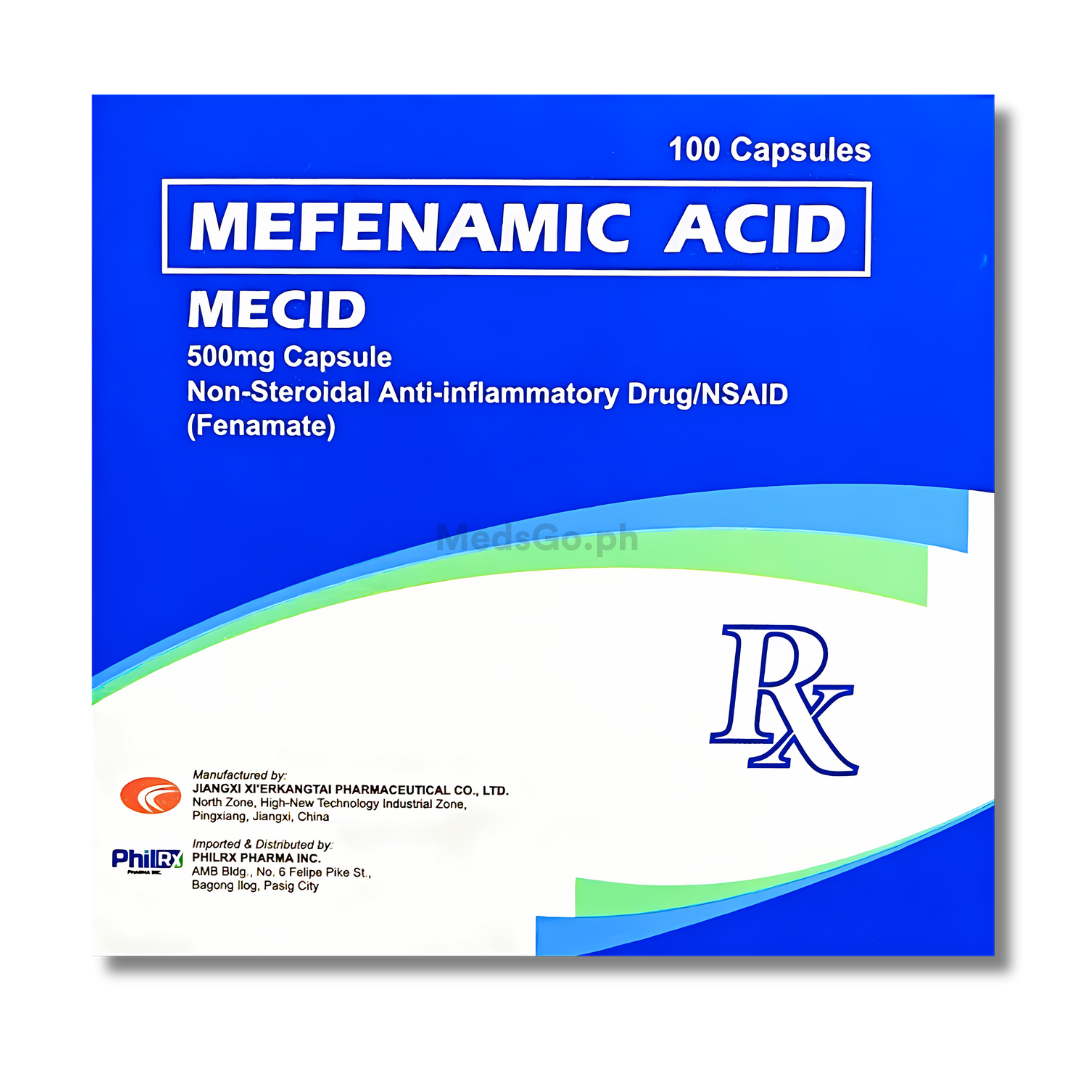 100 Capsules
MEFENAMIC ACID
MECID
500mg Capsule
Non-Steroidal Anti-inflammatory Drug/NSAID
(Fenamate)
MedsGo.ph
Rx
Manufactured by:
JIANGXI XI'ERKANGTAI PHARMACEUTICAL CO., LTD.
North Zone, High-New Technology Industrial Zone,
Pingxiang, Jiangxi, China
PhilRx
PHARMA INC.
Imported & Distributed by:
PHILRX PHARMA INC.
AMB Bldg., No. 6 Felipe Pike St.,
Bagong Ilog, Pasig City